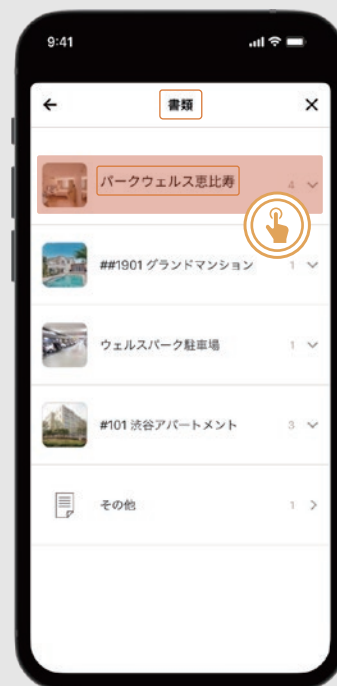 9:41
書類
パークウェルス恵比寿 4
##1901 グランドマンション 1
ウェルスパーク駐車場 1
#101 渋谷アパートメント 3
その他 1